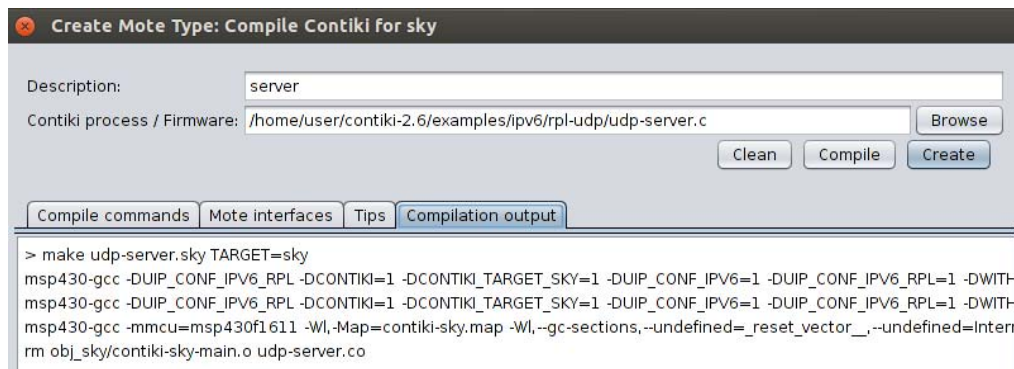 Create Mote Type: Compile Contiki for sky
Description: server
Contiki process / Firmware: /home/user/contiki-2.6/examples/ipv6/rpl-udp/udp-server.c Browse
Clean Compile Create
Compile commands Mote interfaces Tips Compilation output
> make udp-server.sky TARGET=sky
msp430-gcc -DUIP_CONF_IPV6_RPL -DCONTIKI=1 -DCONTIKI_TARGET_SKY=1 -DUIP_CONF_IPV6=1 -DUIP_CONF_IPV6_RPL=1 -DWITH
msp430-gcc -DUIP_CONF_IPV6_RPL -DCONTIKI=1 -DCONTIKI_TARGET_SKY=1 -DUIP_CONF_IPV6=1 -DUIP_CONF_IPV6_RPL=1 -DWITH
msp430-gcc -mmcu=msp430f1611 -Wl,-Map=contiki-sky.map -Wl,--gc-sections,--undefined=_reset_vector__,--undefined=Interr
rm obj_sky/contiki-sky-main.o udp-server.co